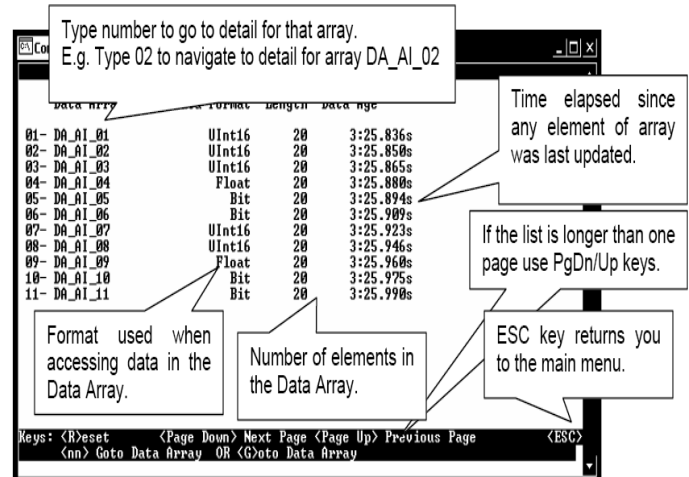 Type number to go to detail for that array.
E.g. Type 02 to navigate to detail for array DA_AI_02
Co
Data Arra Data Format Length Data Age
01- DA_AI_01 UInt16 20 3:25.836s
02- DA_AI_02 UInt16 20 3:25.850s
03- DA_AI_03 UInt16 20 3:25.865s
04- DA_AI_04 Float 20 3:25.880s
05- DA_AI_05 Bit 20 3:25.894s
06- DA_AI_06 Bit 20 3:25.909s
07- DA_AI_07 UInt16 20 3:25.923s
08- DA_AI_08 UInt16 20 3:25.946s
09- DA_AI_09 Float 20 3:25.960s
10- DA_AI_10 Bit 20 3:25.975s
11- DA_AI_11 Bit 20 3:25.990s
Time elapsed since
any element of array
was last updated.
If the list is longer than one
page use PgDn/Up keys.
Format used when
accessing data in the
Data Array.
Number of elements in
the Data Array.
ESC key returns you
to the main menu.
Keys: <R>eset <Page Down> Next Page <Page Up> Previous Page <ESC>
<nn> Goto Data Array OR <G>oto Data Array